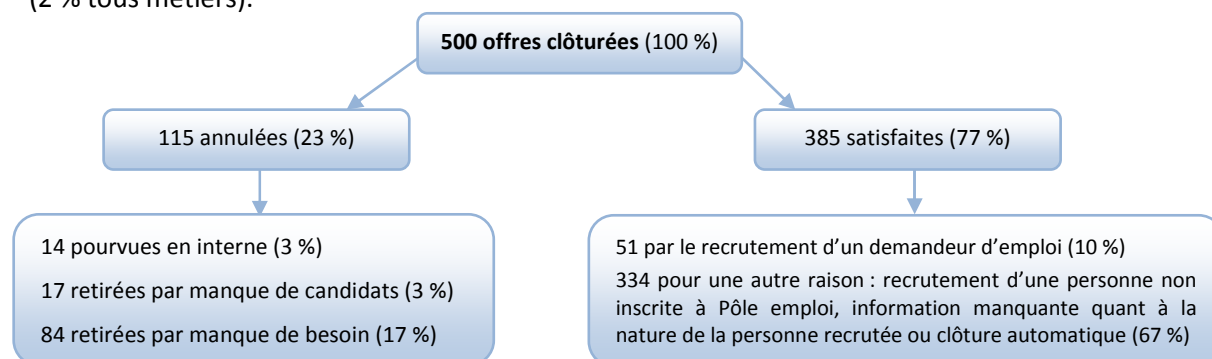 (2 % tous métiers).
500 offres clôturées (100 %)
115 annulées (23 %)
385 satisfaites (77 %)
14 pourvues en interne (3 %)
17 retirées par manque de candidats (3 %)
84 retirées par manque de besoin (17 %)
51 par le recrutement d’un demandeur d’emploi (10 %)
334 pour une autre raison : recrutement d’une personne non
inscrite à Pôle emploi, information manquante quant à la
nature de la personne recrutée ou clôture automatique (67 %)